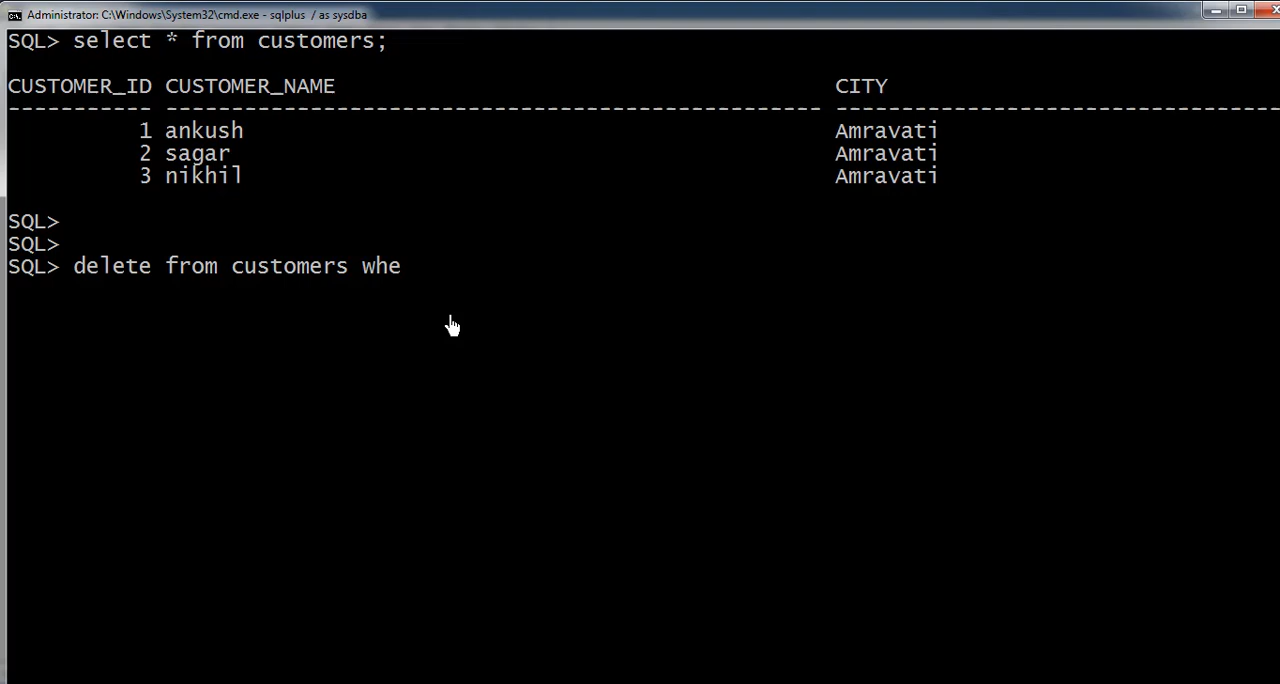 Administrator: C:\Windows\System32\cmd.exe - sqlplus  / as sysdba
SQL> select * from customers;
CUSTOMER_ID CUSTOMER_NAME CITY
----------- -------------------------------------------------- ----------------------------------
1 ankush Amravati
2 sagar Amravati
3 nikhil Amravati
SQL>
SQL>
SQL> delete from customers whe